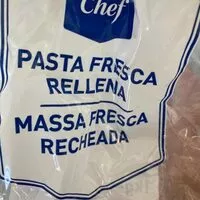 Chef
PASTA FRESCA
RELLENA
MASSA FRESCA
RECHEADA